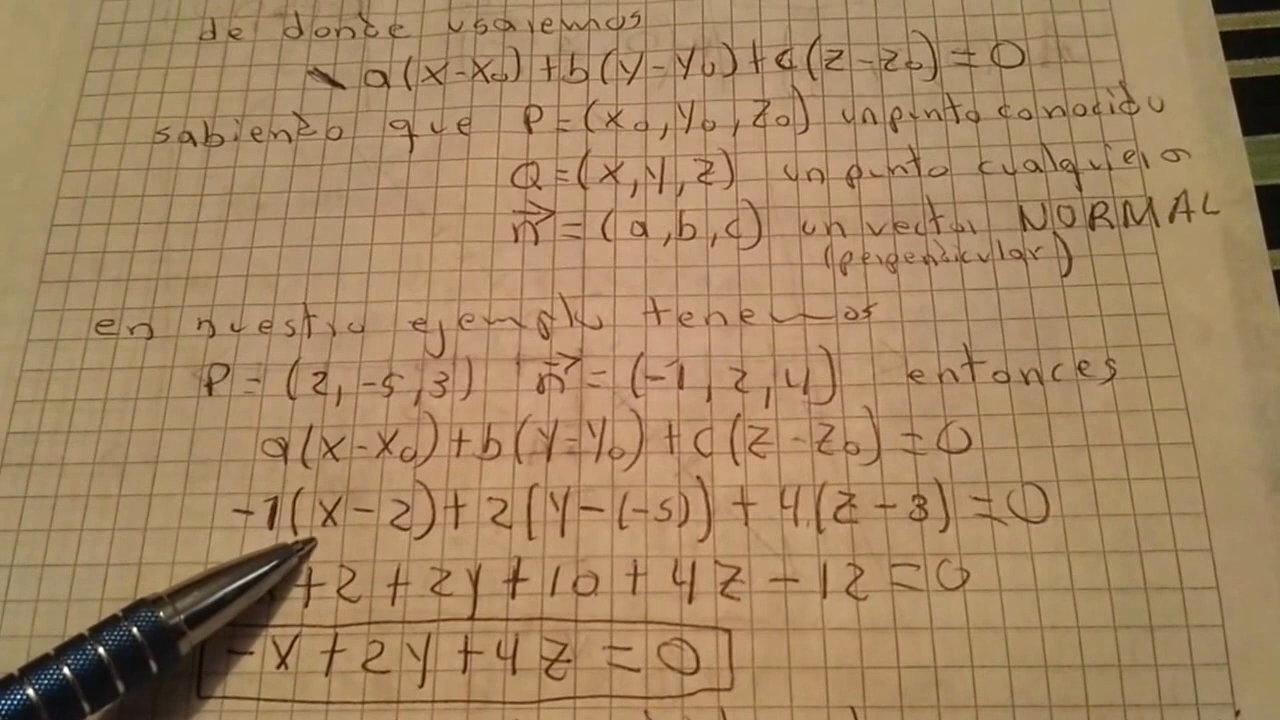 de donde usaremos
a(x-x₀)+b(y-y₀)+c(z-z₀)=0
sabiendo que P=(x₀,y₀,z₀) un punto conocido
Q=(x,y,z) un punto cualquiera
n⃗=(a,b,c) un vector NORMAL
(perpendicular)
en nuestro ejemplo tenemos
P=(2,-5,3) n⃗=(-1,2,4) entonces
a(x-x₀)+b(y-y₀)+c(z-z₀)=0
-1(x-2)+2(y-(-5))+4(z-3)=0
+2+2y+10+4z-12=0
-x+2y+4z=0